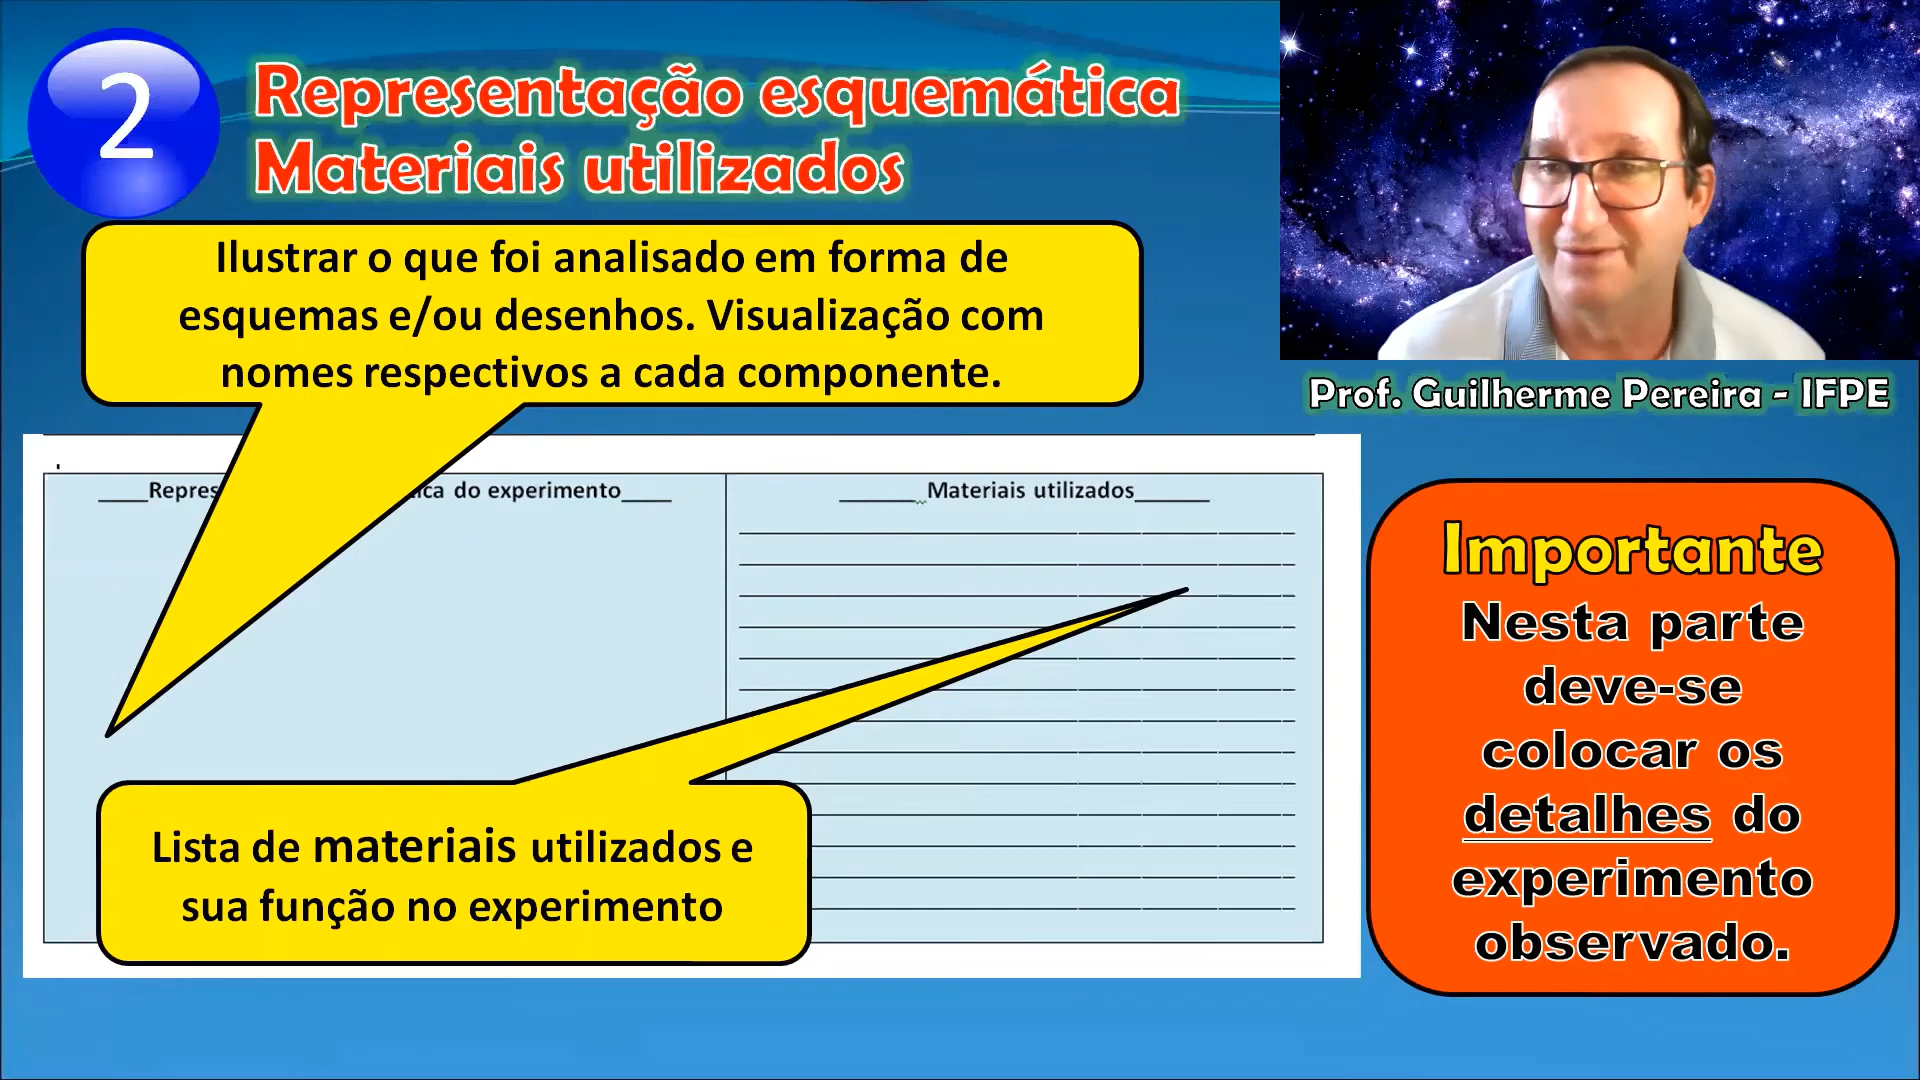 2
Representação esquemática
Materiais utilizados
Ilustrar o que foi analisado em forma de
esquemas e/ou desenhos. Visualização com
nomes respectivos a cada componente.
Prof. Guilherme Pereira - IFPE
do experimento____
______Materiais utilizados______
Importante
Nesta parte
deve-se
colocar os
detalhes do
experimento
observado.
Lista de materiais utilizados e
sua função no experimento